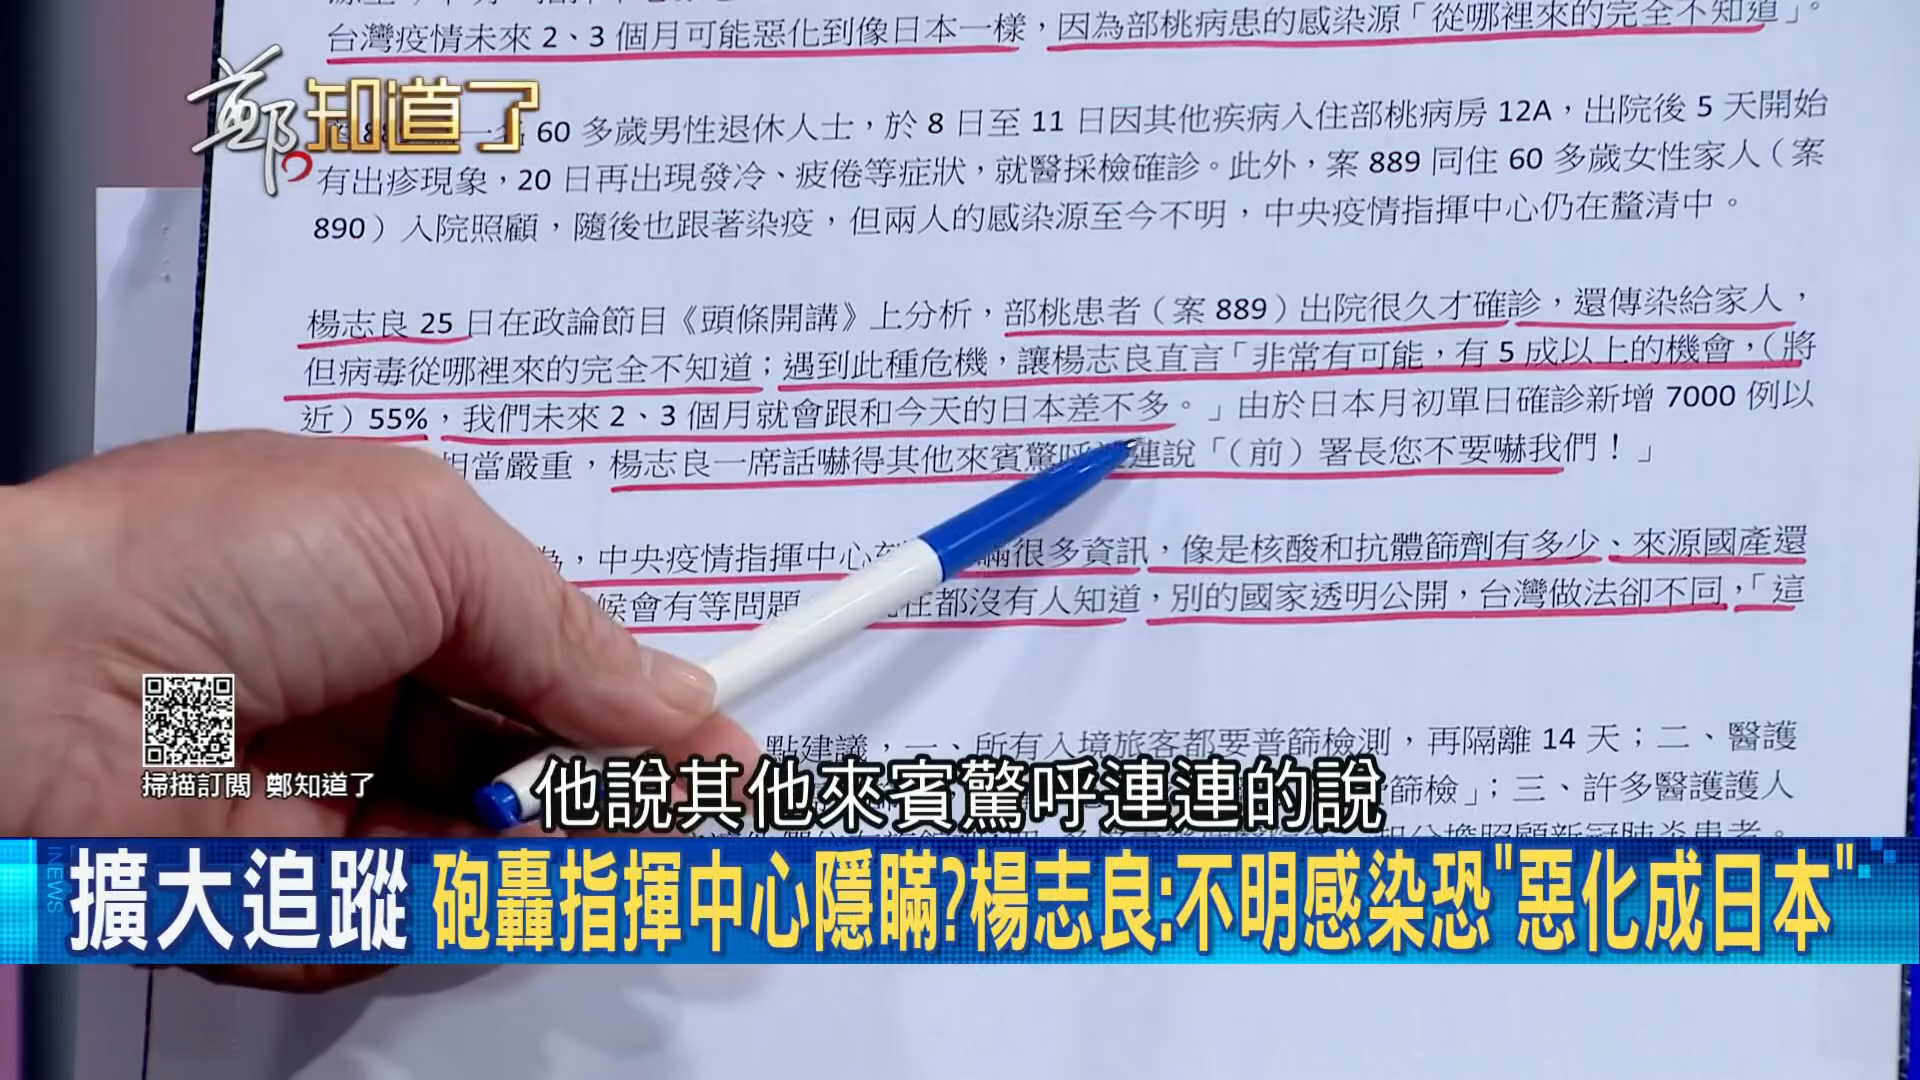 台灣疫情未來 2、3 個月可能惡化到像日本一樣，因為部桃病患的感染源「從哪裡來的完全不知道」。
鄭知道了
60 多歲男性退休人士，於 8 日至 11 日因其他疾病入住部桃病房 12A，出院後 5 天開始
有出疹現象，20 日再出現發冷、疲倦等症狀，就醫採檢確診。此外，案 889 同住 60 多歲女性家人（案
890）入院照顧，隨後也跟著染疫，但兩人的感染源至今不明，中央疫情指揮中心仍在釐清中。
楊志良 25 日在政論節目《頭條開講》上分析，部桃患者（案 889）出院很久才確診，還傳染給家人，
但病毒從哪裡來的完全不知道；遇到此種危機，讓楊志良直言「非常有可能，有 5 成以上的機會，（將
近）55%，我們未來 2、3 個月就會跟和今天的日本差不多。」由於日本月初單日確診新增 7000 例以
相當嚴重，楊志良一席話嚇得其他來賓驚呼連連說「（前）署長您不要嚇我們！」
，中央疫情指揮中心 瞞很多資訊，像是核酸和抗體篩劑有多少、來源國產還
候會有等問題 現在都沒有人知道，別的國家透明公開，台灣做法卻不同，「這
點建議，一、所有入境旅客都要普篩檢測，再隔離 14 天；二、醫護
篩檢」；三、許多醫護護人
分擔照顧新冠肺炎患者。
掃描訂閱 鄭知道了
他說其他來賓驚呼連連的說
INEWS
擴大追蹤 砲轟指揮中心隱瞞?楊志良:不明感染恐"惡化成日本"